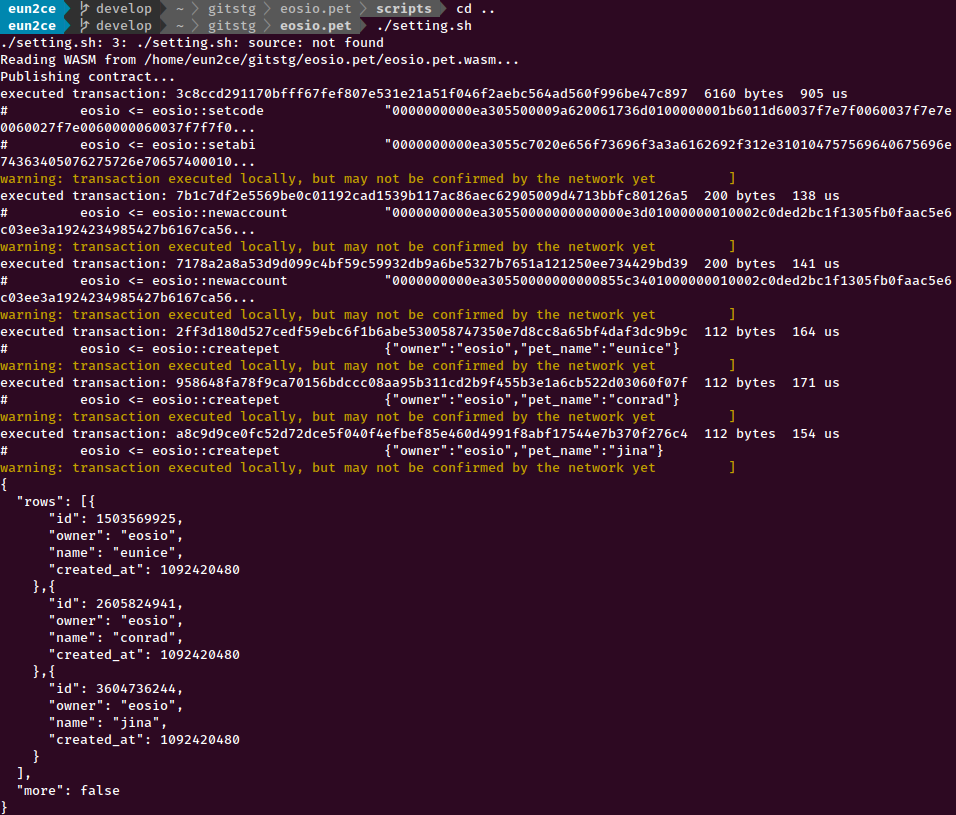 eun2ce develop ~ gitstg eosio.pet scripts cd ..
eun2ce develop ~ gitstg eosio.pet ./setting.sh
./setting.sh: 3: ./setting.sh: source: not found
Reading WASM from /home/eun2ce/gitstg/eosio.pet/eosio.pet.wasm...
Publishing contract...
executed transaction: 3c8ccd291170bfff67fef807e531e21a51f046f2aebc564ad560f996be47c897  6160 bytes  905 us
#         eosio <= eosio::setcode               "0000000000ea305500009a620061736d0100000001b6011d60037f7e7f0060037f7e7e
0060027f7e0060000060037f7f7f0...
#         eosio <= eosio::setabi                "0000000000ea3055c7020e656f73696f3a3a6162692f312e310104757569640675696e
74363405076275726e70657400010...
warning: transaction executed locally, but may not be confirmed by the network yet         ]
executed transaction: 7b1c7df2e5569be0c01192cad1539b117ac86aec62905009d4713bbfc80126a5  200 bytes  138 us
#         eosio <= eosio::newaccount            "0000000000ea30550000000000000e3d01000000010002c0ded2bc1f1305fb0faac5e6
c03ee3a1924234985427b6167ca56...
warning: transaction executed locally, but may not be confirmed by the network yet         ]
executed transaction: 7178a2a8a53d9d099c4bf59c59932db9a6be5327b7651a121250ee734429bd39  200 bytes  141 us
#         eosio <= eosio::newaccount            "0000000000ea30550000000000855c3401000000010002c0ded2bc1f1305fb0faac5e6
c03ee3a1924234985427b6167ca56...
warning: transaction executed locally, but may not be confirmed by the network yet         ]
executed transaction: 2ff3d180d527cedf59ebc6f1b6abe530058747350e7d8cc8a65bf4daf3dc9b9c  112 bytes  164 us
#         eosio <= eosio::createpet             {"owner":"eosio","pet_name":"eunice"}
warning: transaction executed locally, but may not be confirmed by the network yet         ]
executed transaction: 958648fa78f9ca70156bdccc08aa95b311cd2b9f455b3e1a6cb522d03060f07f  112 bytes  171 us
#         eosio <= eosio::createpet             {"owner":"eosio","pet_name":"conrad"}
warning: transaction executed locally, but may not be confirmed by the network yet         ]
executed transaction: a8c9d9ce0fc52d72dce5f040f4efbef85e460d4991f8abf17544e7b370f276c4  112 bytes  154 us
#         eosio <= eosio::createpet             {"owner":"eosio","pet_name":"jina"}
warning: transaction executed locally, but may not be confirmed by the network yet         ]
{
  "rows": [{
      "id": 1503569925,
      "owner": "eosio",
      "name": "eunice",
      "created_at": 1092420480
    },{
      "id": 2605824941,
      "owner": "eosio",
      "name": "conrad",
      "created_at": 1092420480
    },{
      "id": 3604736244,
      "owner": "eosio",
      "name": "jina",
      "created_at": 1092420480
    }
  ],
  "more": false
}